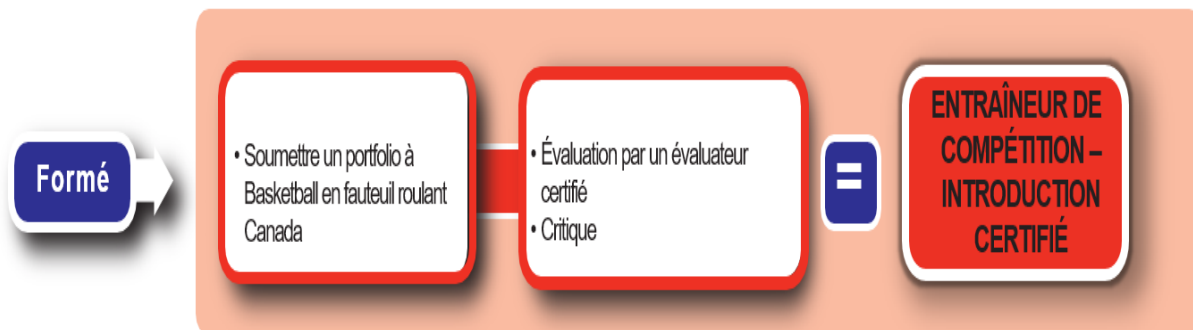 Formé
• Soumettre un portfolio à
Basketball en fauteuil roulant
Canada
• Évaluation par un évaluateur
certifié
• Critique
=
ENTRAÎNEUR DE
COMPÉTITION –
INTRODUCTION
CERTIFIÉ